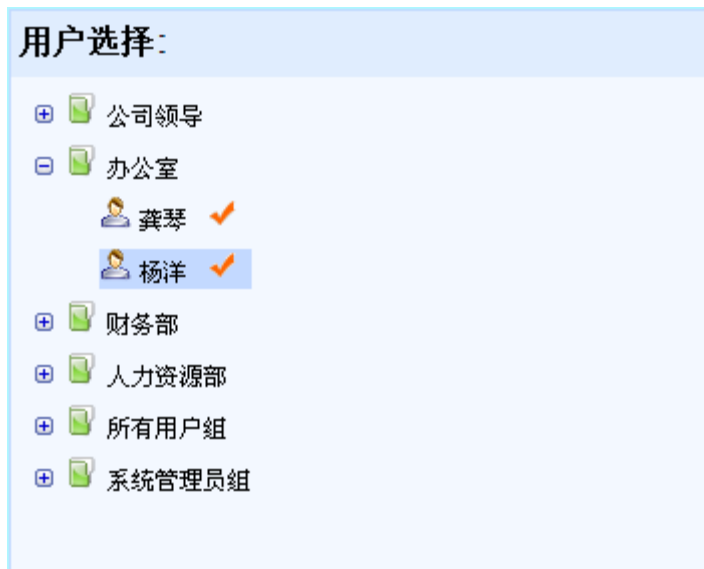 用户选择:
公司领导
办公室
龚琴
杨洋
财务部
人力资源部
所有用户组
系统管理员组